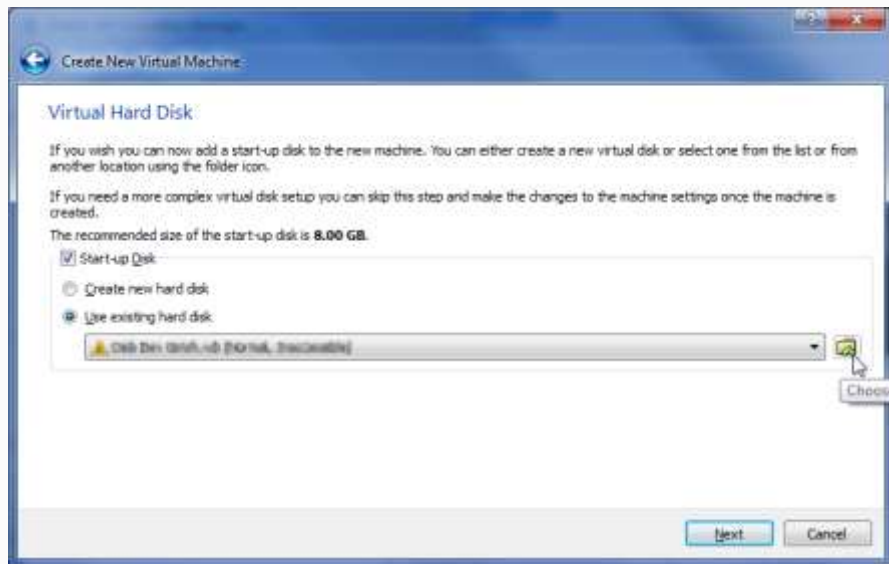 Create New Virtual Machine
Virtual Hard Disk
If you wish you can now add a start-up disk to the new machine. You can either create a new virtual disk or select one from the list or from
another location using the folder icon.
If you need a more complex virtual disk setup you can skip this step and make the changes to the machine settings once the machine is
created.
The recommended size of the start-up disk is 8.00 GB.
Start-up Disk
Create new hard disk
Use existing hard disk
Choos
Next Cancel